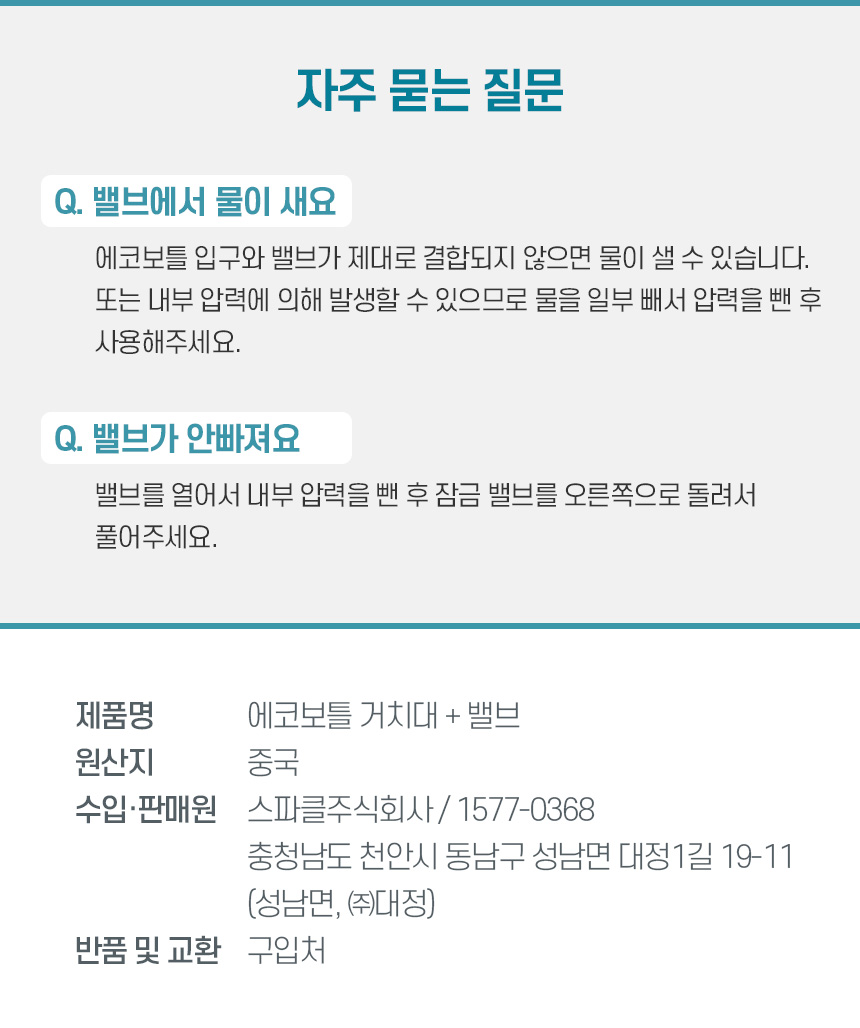 자주 묻는 질문
Q. 밸브에서 물이 새요
에코보틀 입구와 밸브가 제대로 결합되지 않으면 물이 샐 수 있습니다.
또는 내부 압력에 의해 발생할 수 있으므로 물을 일부 빼서 압력을 뺀 후
사용해주세요.
Q. 밸브가 안빠져요
밸브를 열어서 내부 압력을 뺀 후 잠금 밸브를 오른쪽으로 돌려서
풀어주세요.
제품명 에코보틀 거치대 + 밸브
원산지 중국
수입·판매원 스파클주식회사 / 1577-0368
충청남도 천안시 동남구 성남면 대정1길 19-11
(성남면, ㈜대정)
반품 및 교환 구입처